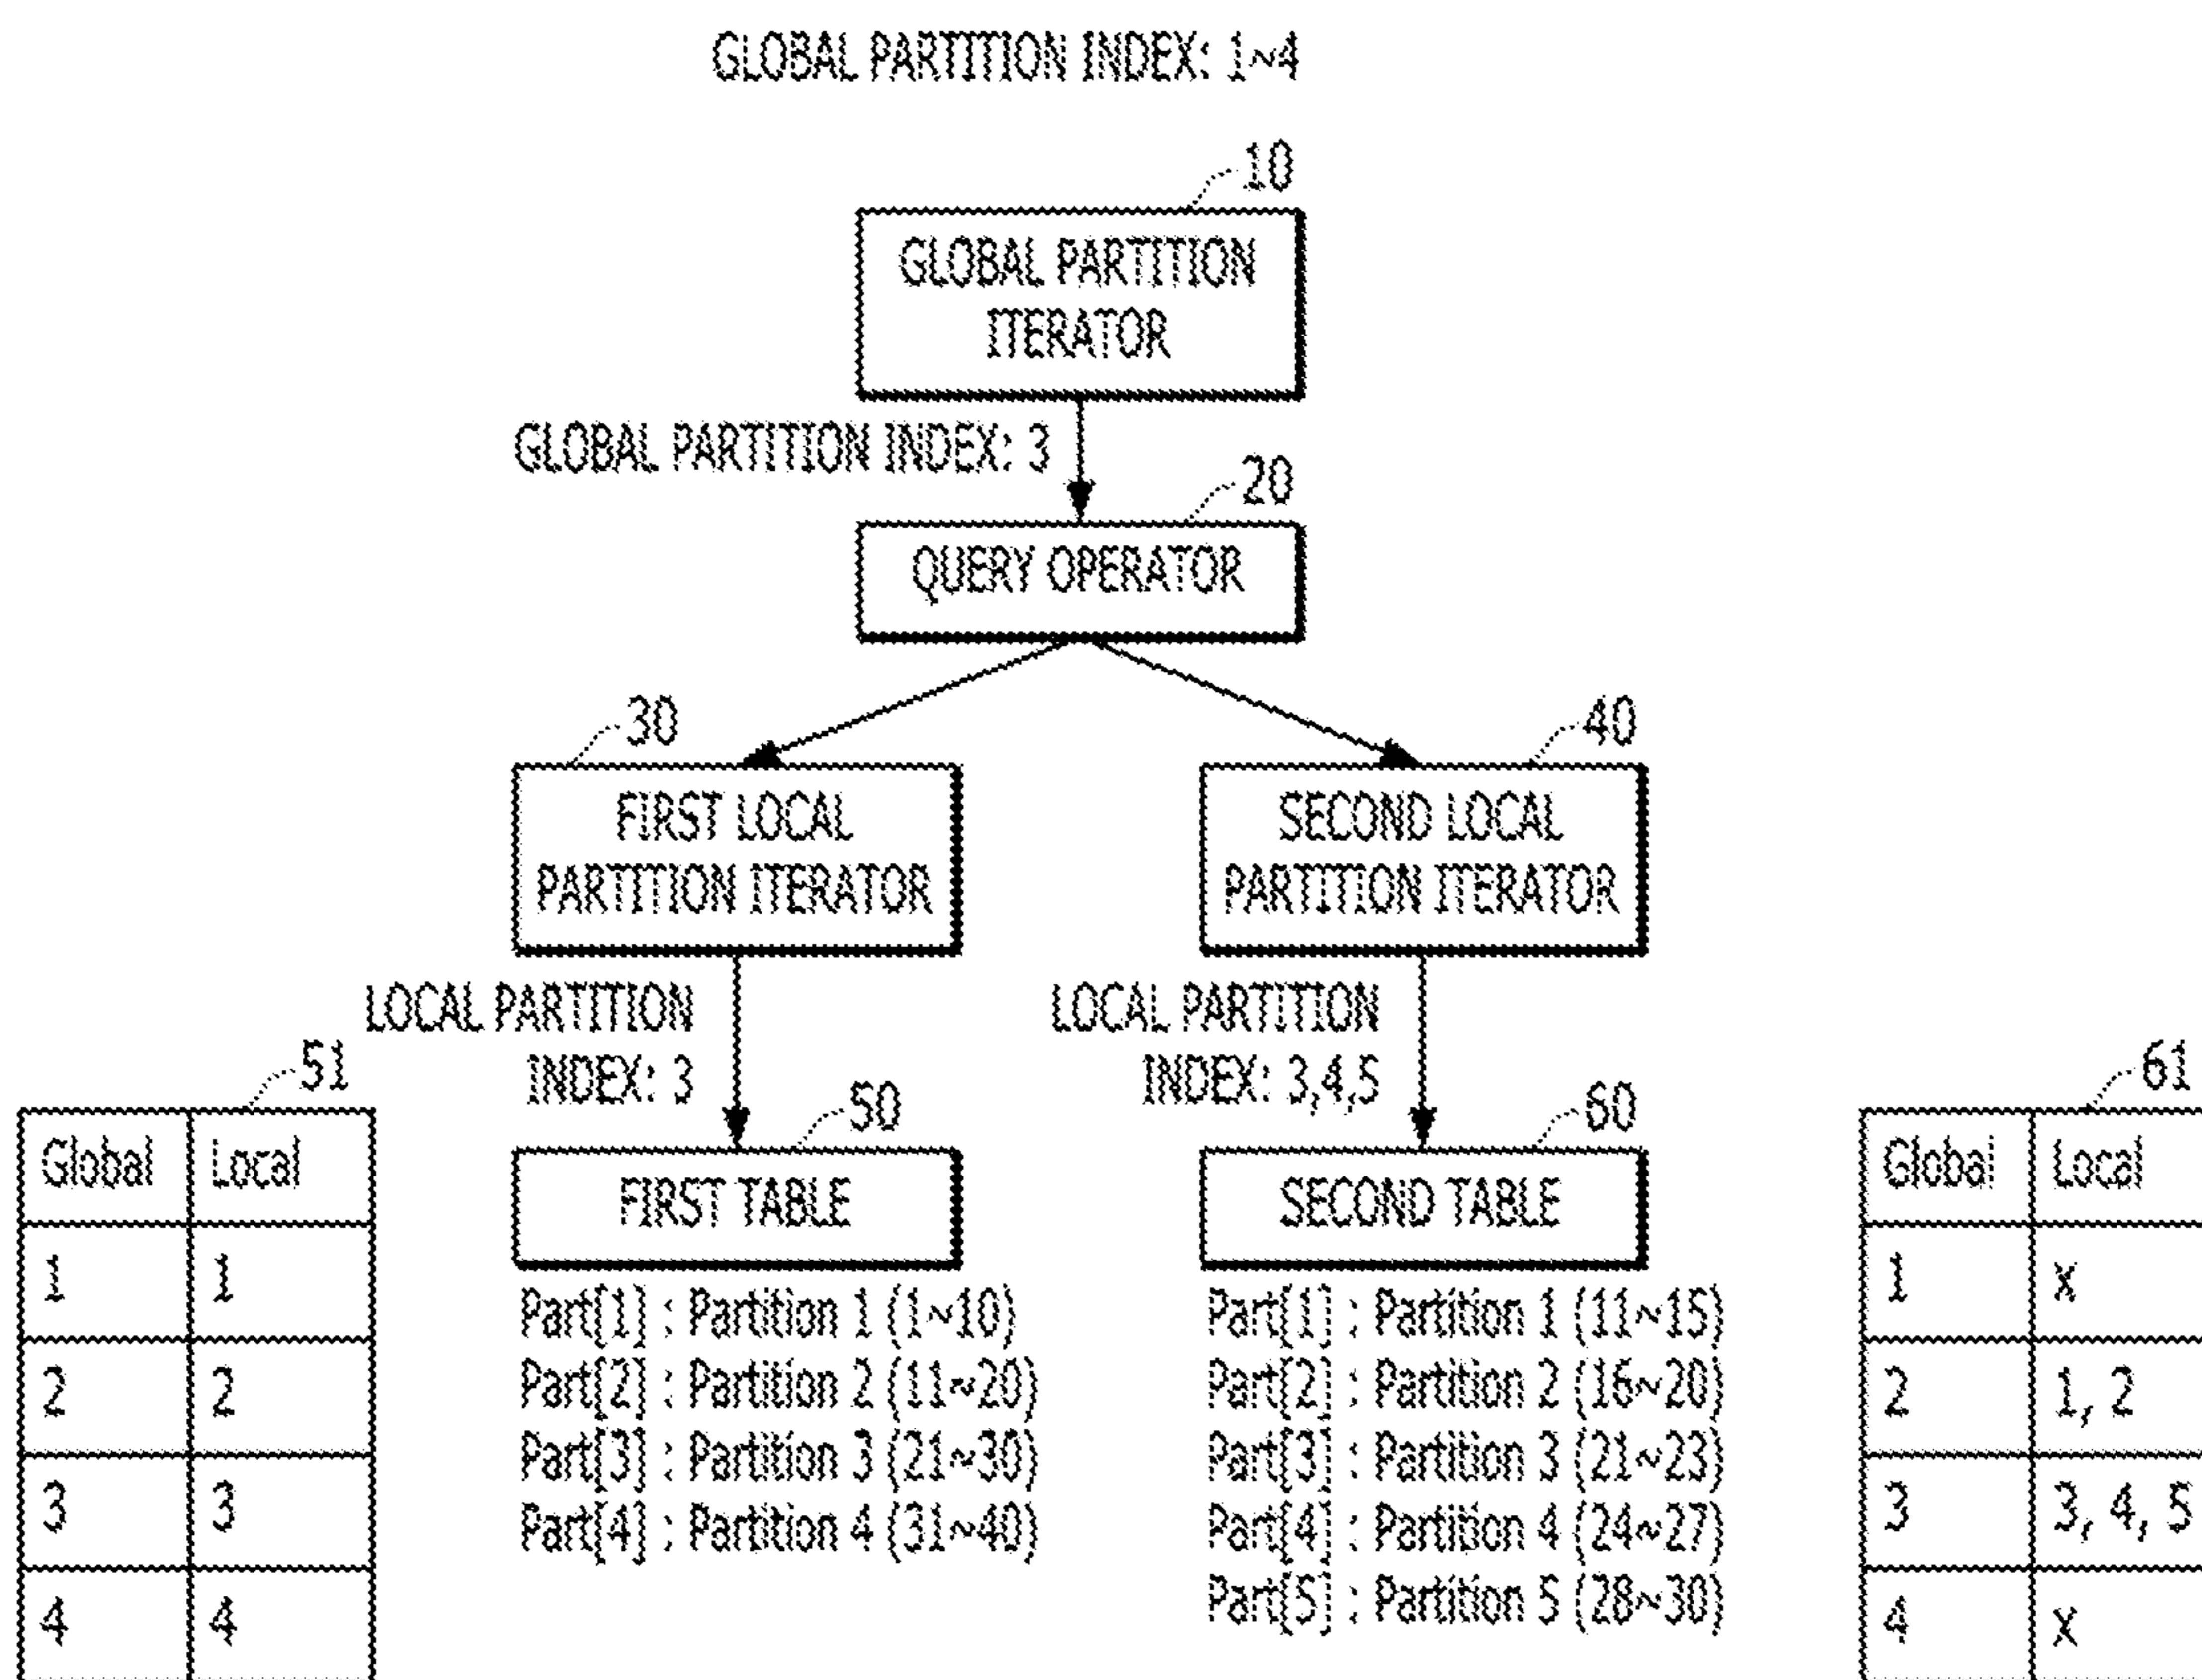 GLOBAL PARTITION INDEX: 1~4
10
GLOBAL PARTITION
ITERATOR
GLOBAL PARTITION INDEX: 3
20
QUERY OPERATOR
30
FIRST LOCAL
PARTITION ITERATOR
40
SECOND LOCAL
PARTITION ITERATOR
LOCAL PARTITION
INDEX: 3
LOCAL PARTITION
INDEX: 3,4,5
51
Global Local
1 1
2 2
3 3
4 4
50
FIRST TABLE
Part[1] : Partition 1 (1~10)
Part[2] : Partition 2 (11~20)
Part[3] : Partition 3 (21~30)
Part[4] : Partition 4 (31~40)
60
SECOND TABLE
Part[1] : Partition 1 (11~15)
Part[2] : Partition 2 (16~20)
Part[3] : Partition 3 (21~23)
Part[4] : Partition 4 (24~27)
Part[5] : Partition 5 (28~30)
61
Global Local
1 x
2 1, 2
3 3, 4, 5
4 x